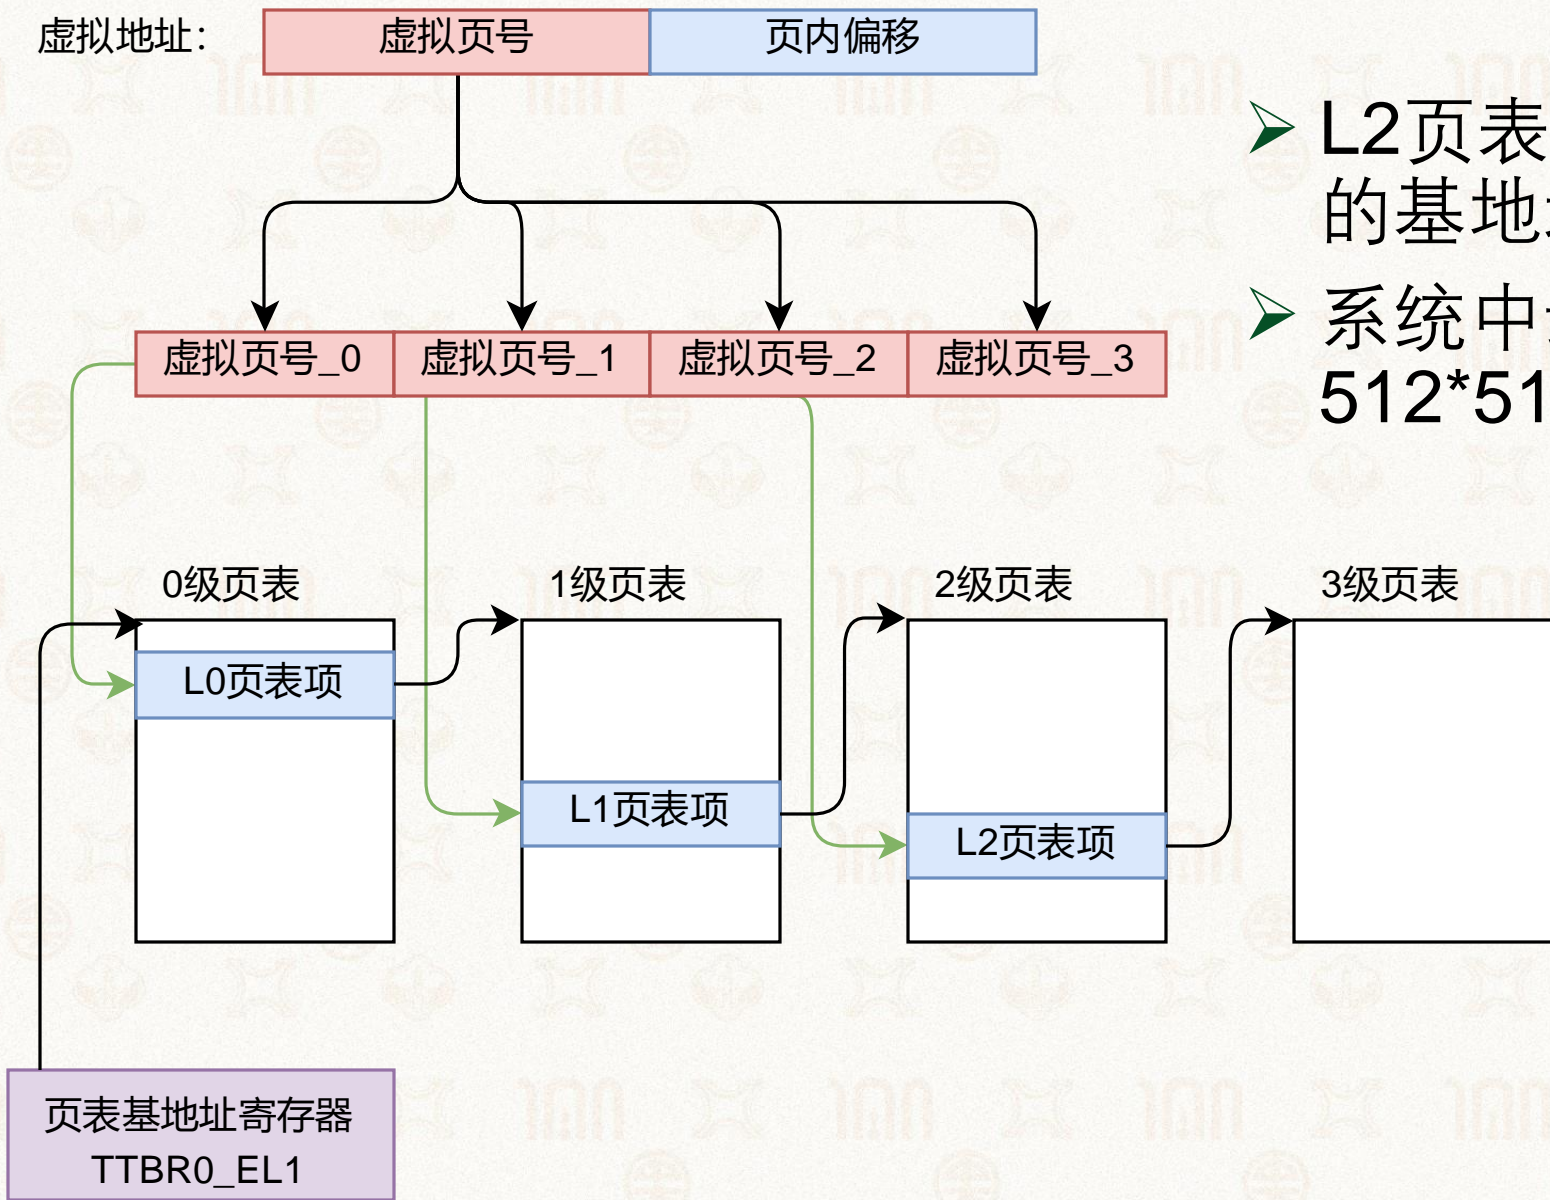 虚拟地址：
虚拟页号
页内偏移
L2页表
的基地
系统中
512*51
虚拟页号_0
虚拟页号_1
虚拟页号_2
虚拟页号_3
0级页表
1级页表
2级页表
3级页表
L0页表项
L1页表项
L2页表项
页表基地址寄存器
TTBR0_EL1